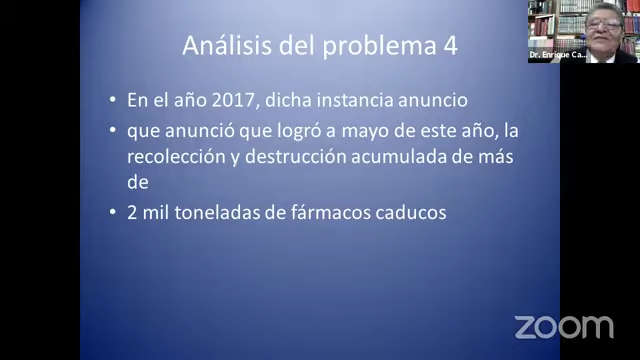 Análisis del problema 4
Dr. Enrique Ca...
• En el año 2017, dicha instancia anuncio
• que anunció que logró a mayo de este año, la
recolección y destrucción acumulada de más
de
• 2 mil toneladas de fármacos caducos
zoom